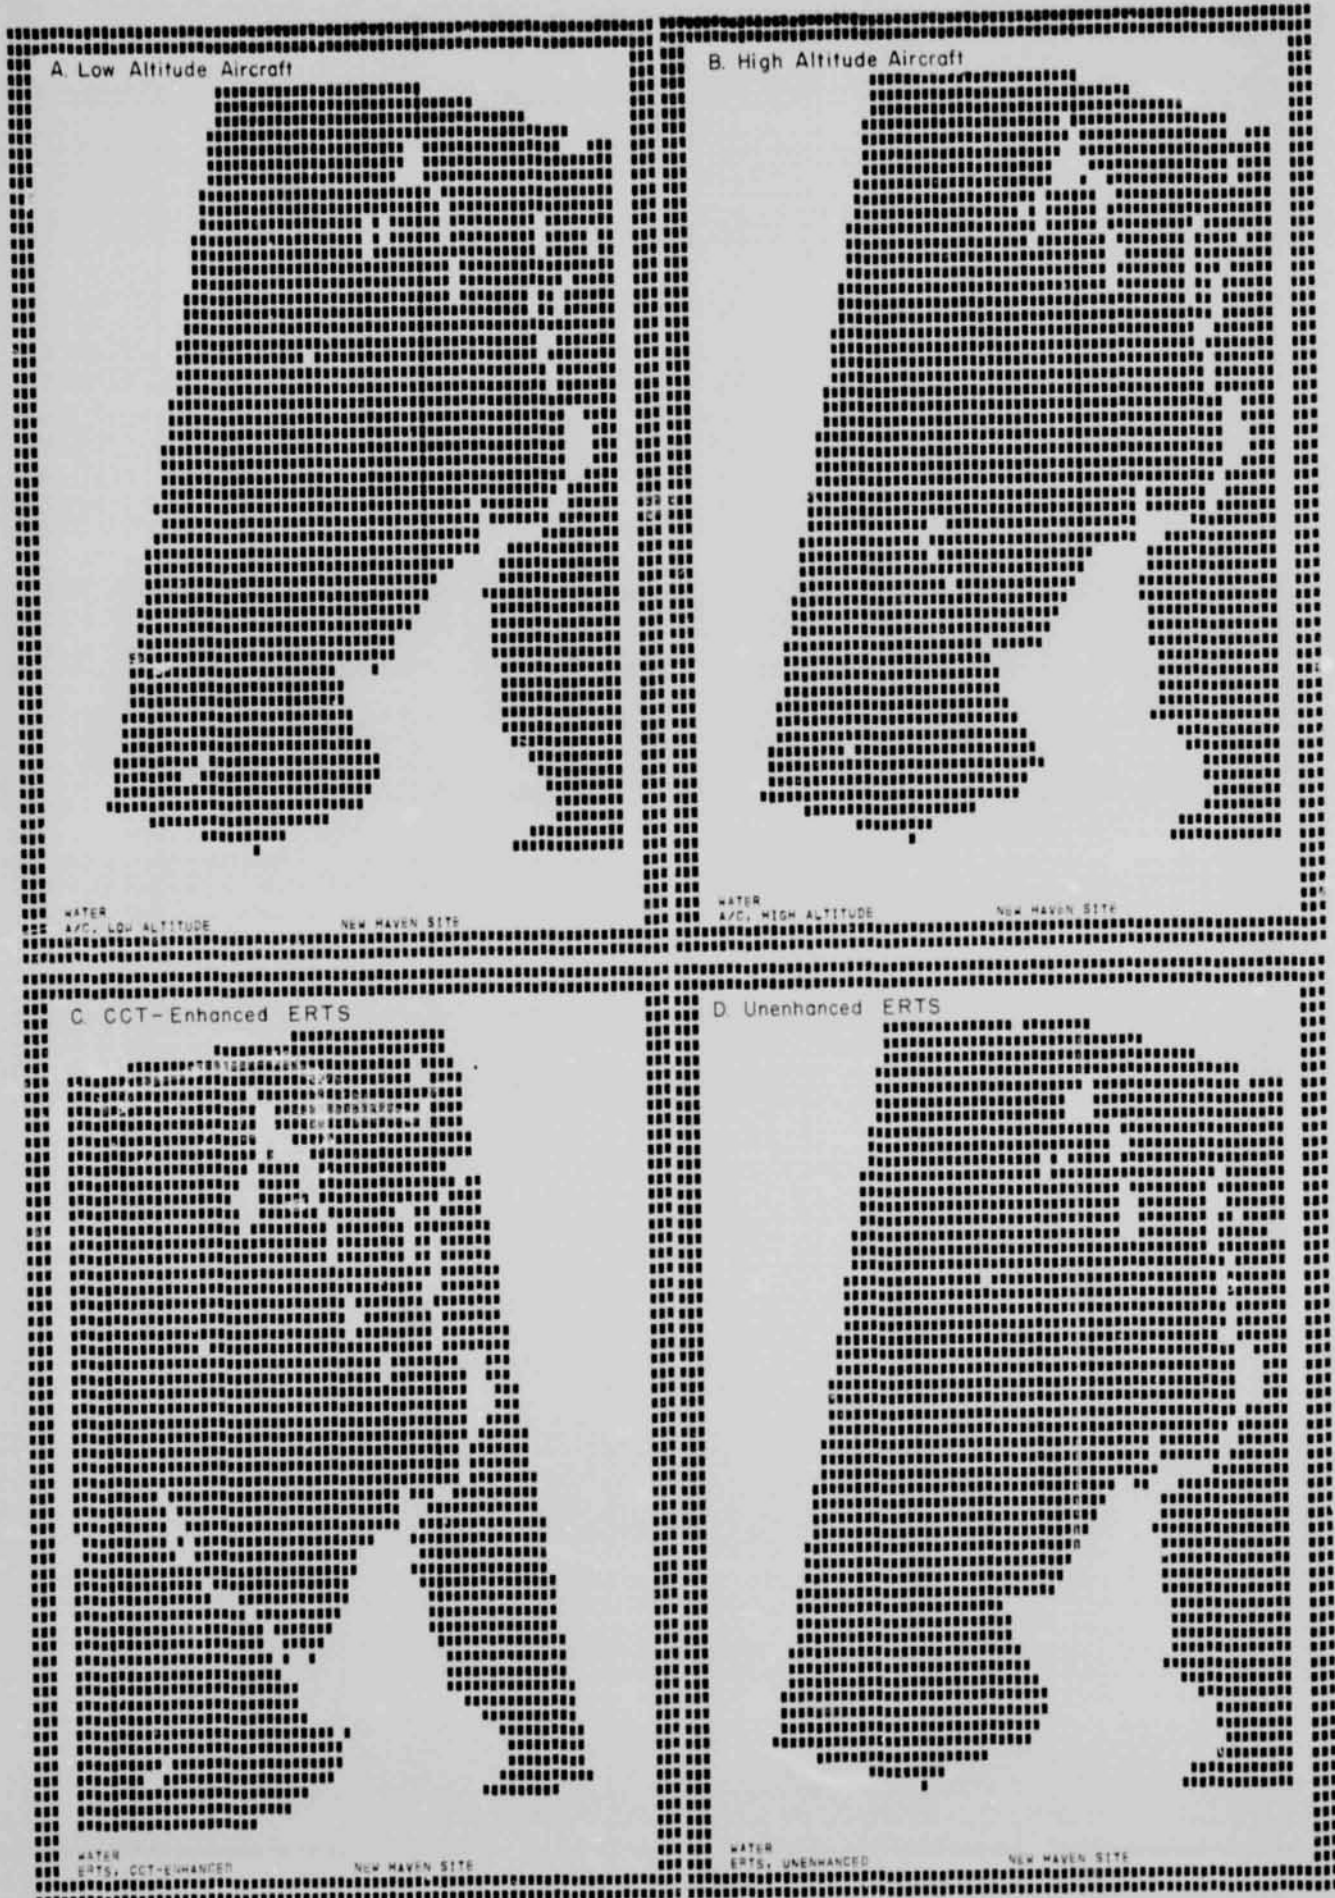 A. Low Altitude Aircraft
B. High Altitude Aircraft
WATER
A/C, LOW ALTITUDE NEW HAVEN SITE
WATER
A/C, HIGH ALTITUDE NEW HAVEN SITE
C. CCT-Enhanced ERTS
D. Unenhanced ERTS
WATER
ERTS, CCT-ENHANCED NEW HAVEN SITE
WATER
ERTS, UNENHANCED NEW HAVEN SITE